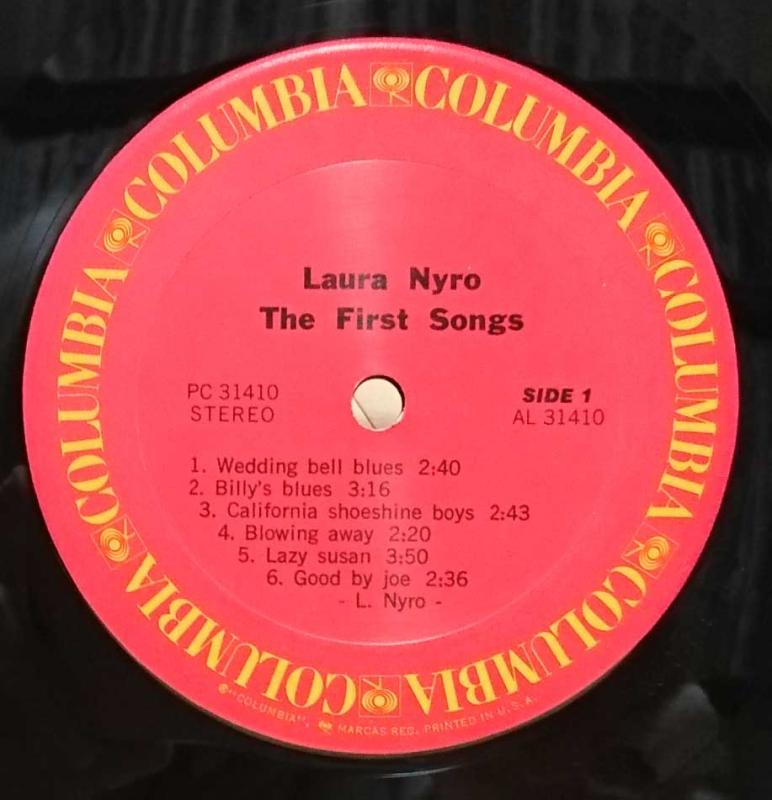 COLUMBIA COLUMBIA COLUMBIA COLUMBIA COLUMBIA COLUMBIA COLUMBIA COLUMBIA
Laura Nyro
The First Songs
PC 31410
STEREO
SIDE 1
AL 31410
1. Wedding bell blues 2:40
2. Billy's blues 3:16
3. California shoeshine boys 2:43
4. Blowing away 2:20
5. Lazy susan 3:50
6. Good by joe 2:36
- L. Nyro -
®"COLUMBIA", MARCAS REG. PRINTED IN U.S.A.